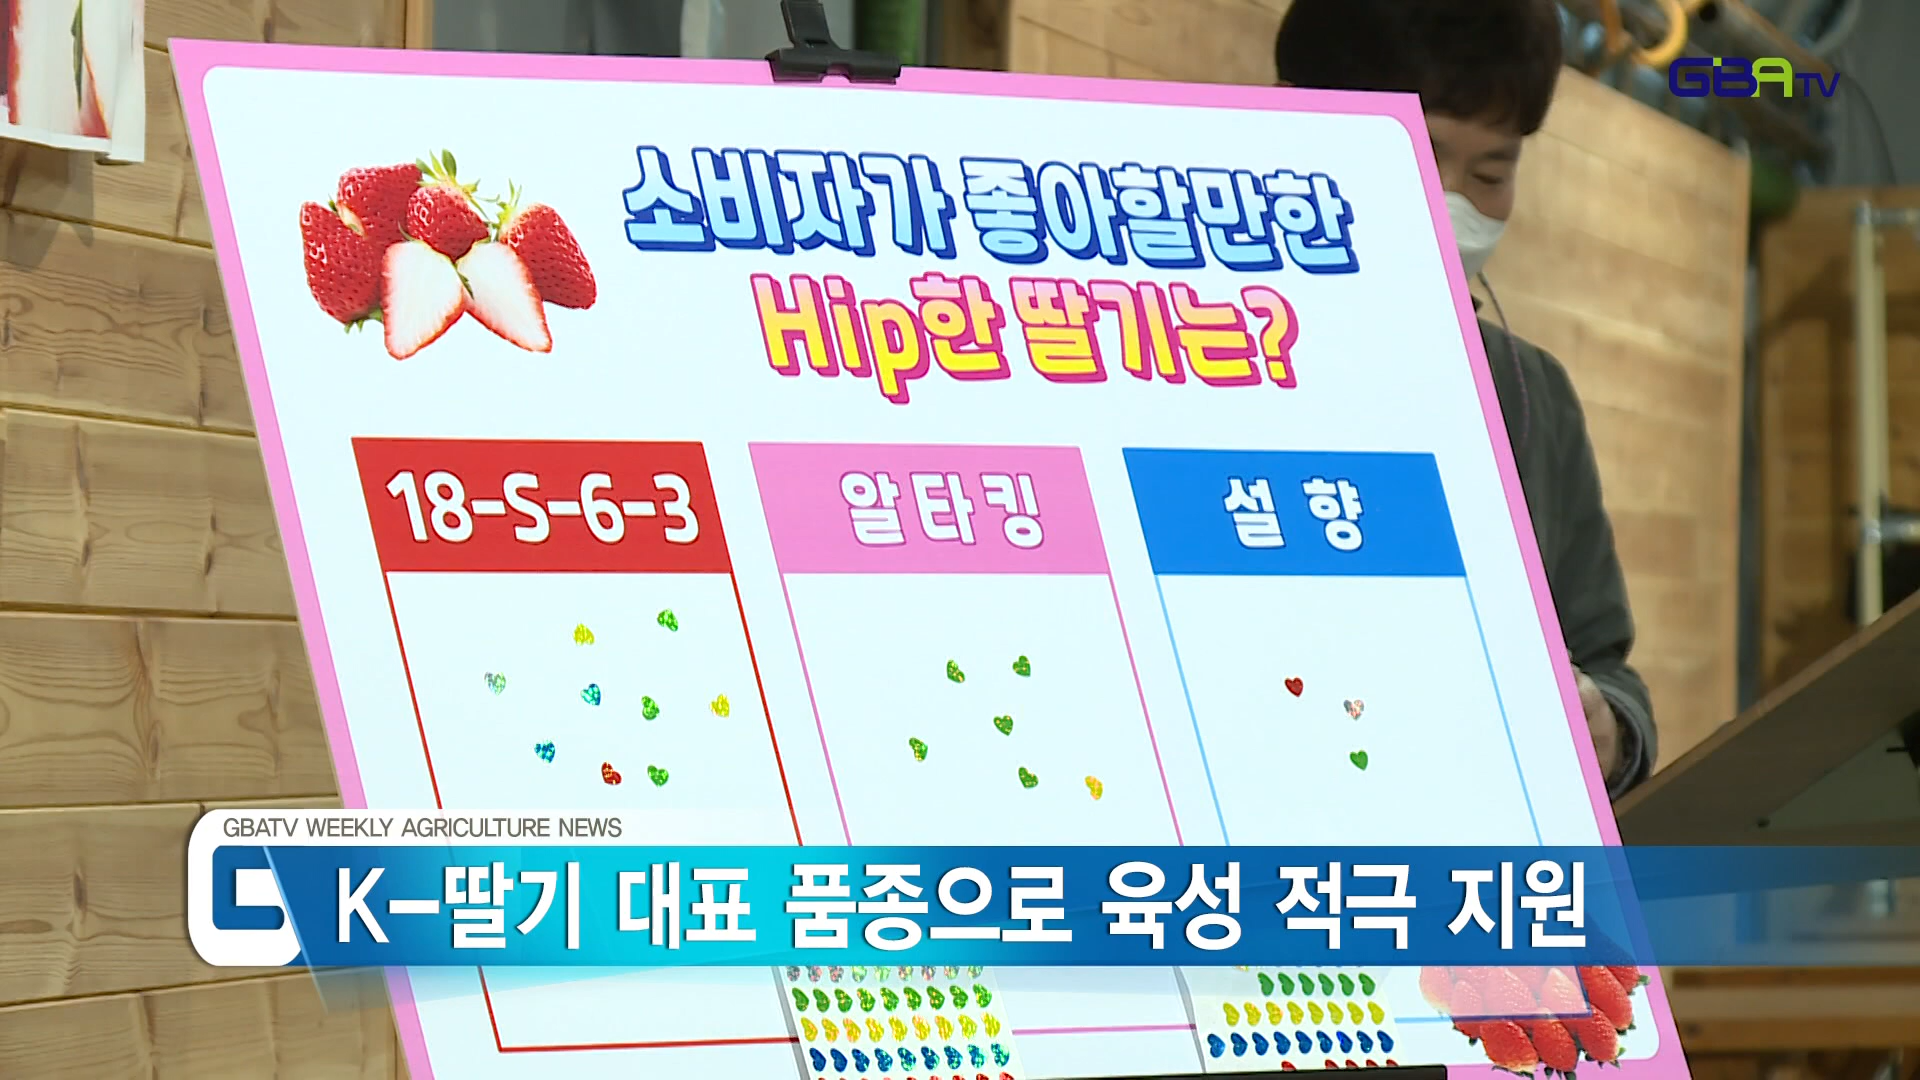 GBATV
소비자가 좋아할만한
Hip한 딸기는?
18-S-6-3
알타킹
설향
GBATV WEEKLY AGRICULTURE NEWS
K-딸기 대표 품종으로 육성 적극 지원